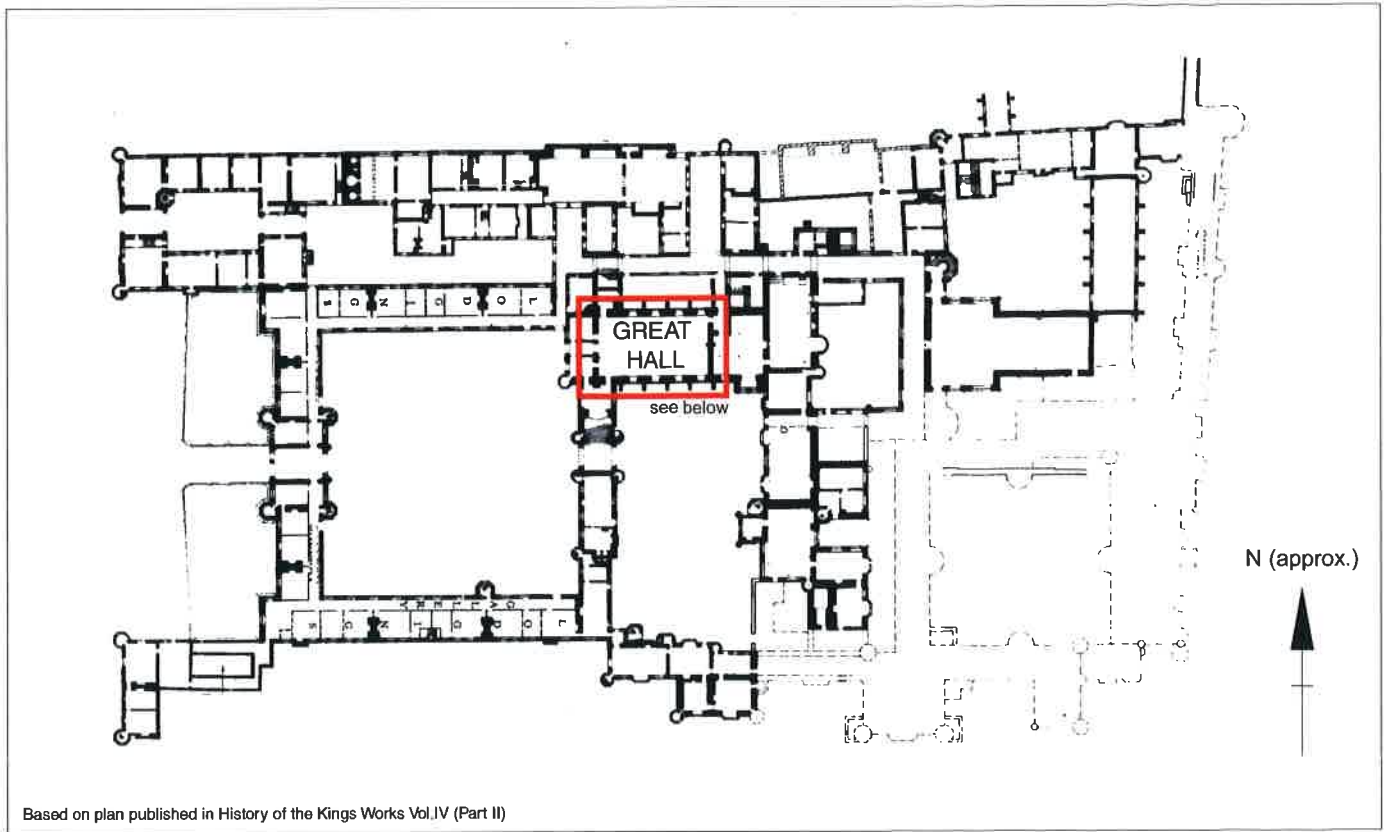 S G N I G D O L
GREAT
HALL
see below
N (approx.)
G A L L E R Y
S G N I G D O L
Based on plan published in History of the Kings Works Vol.IV (Part II)